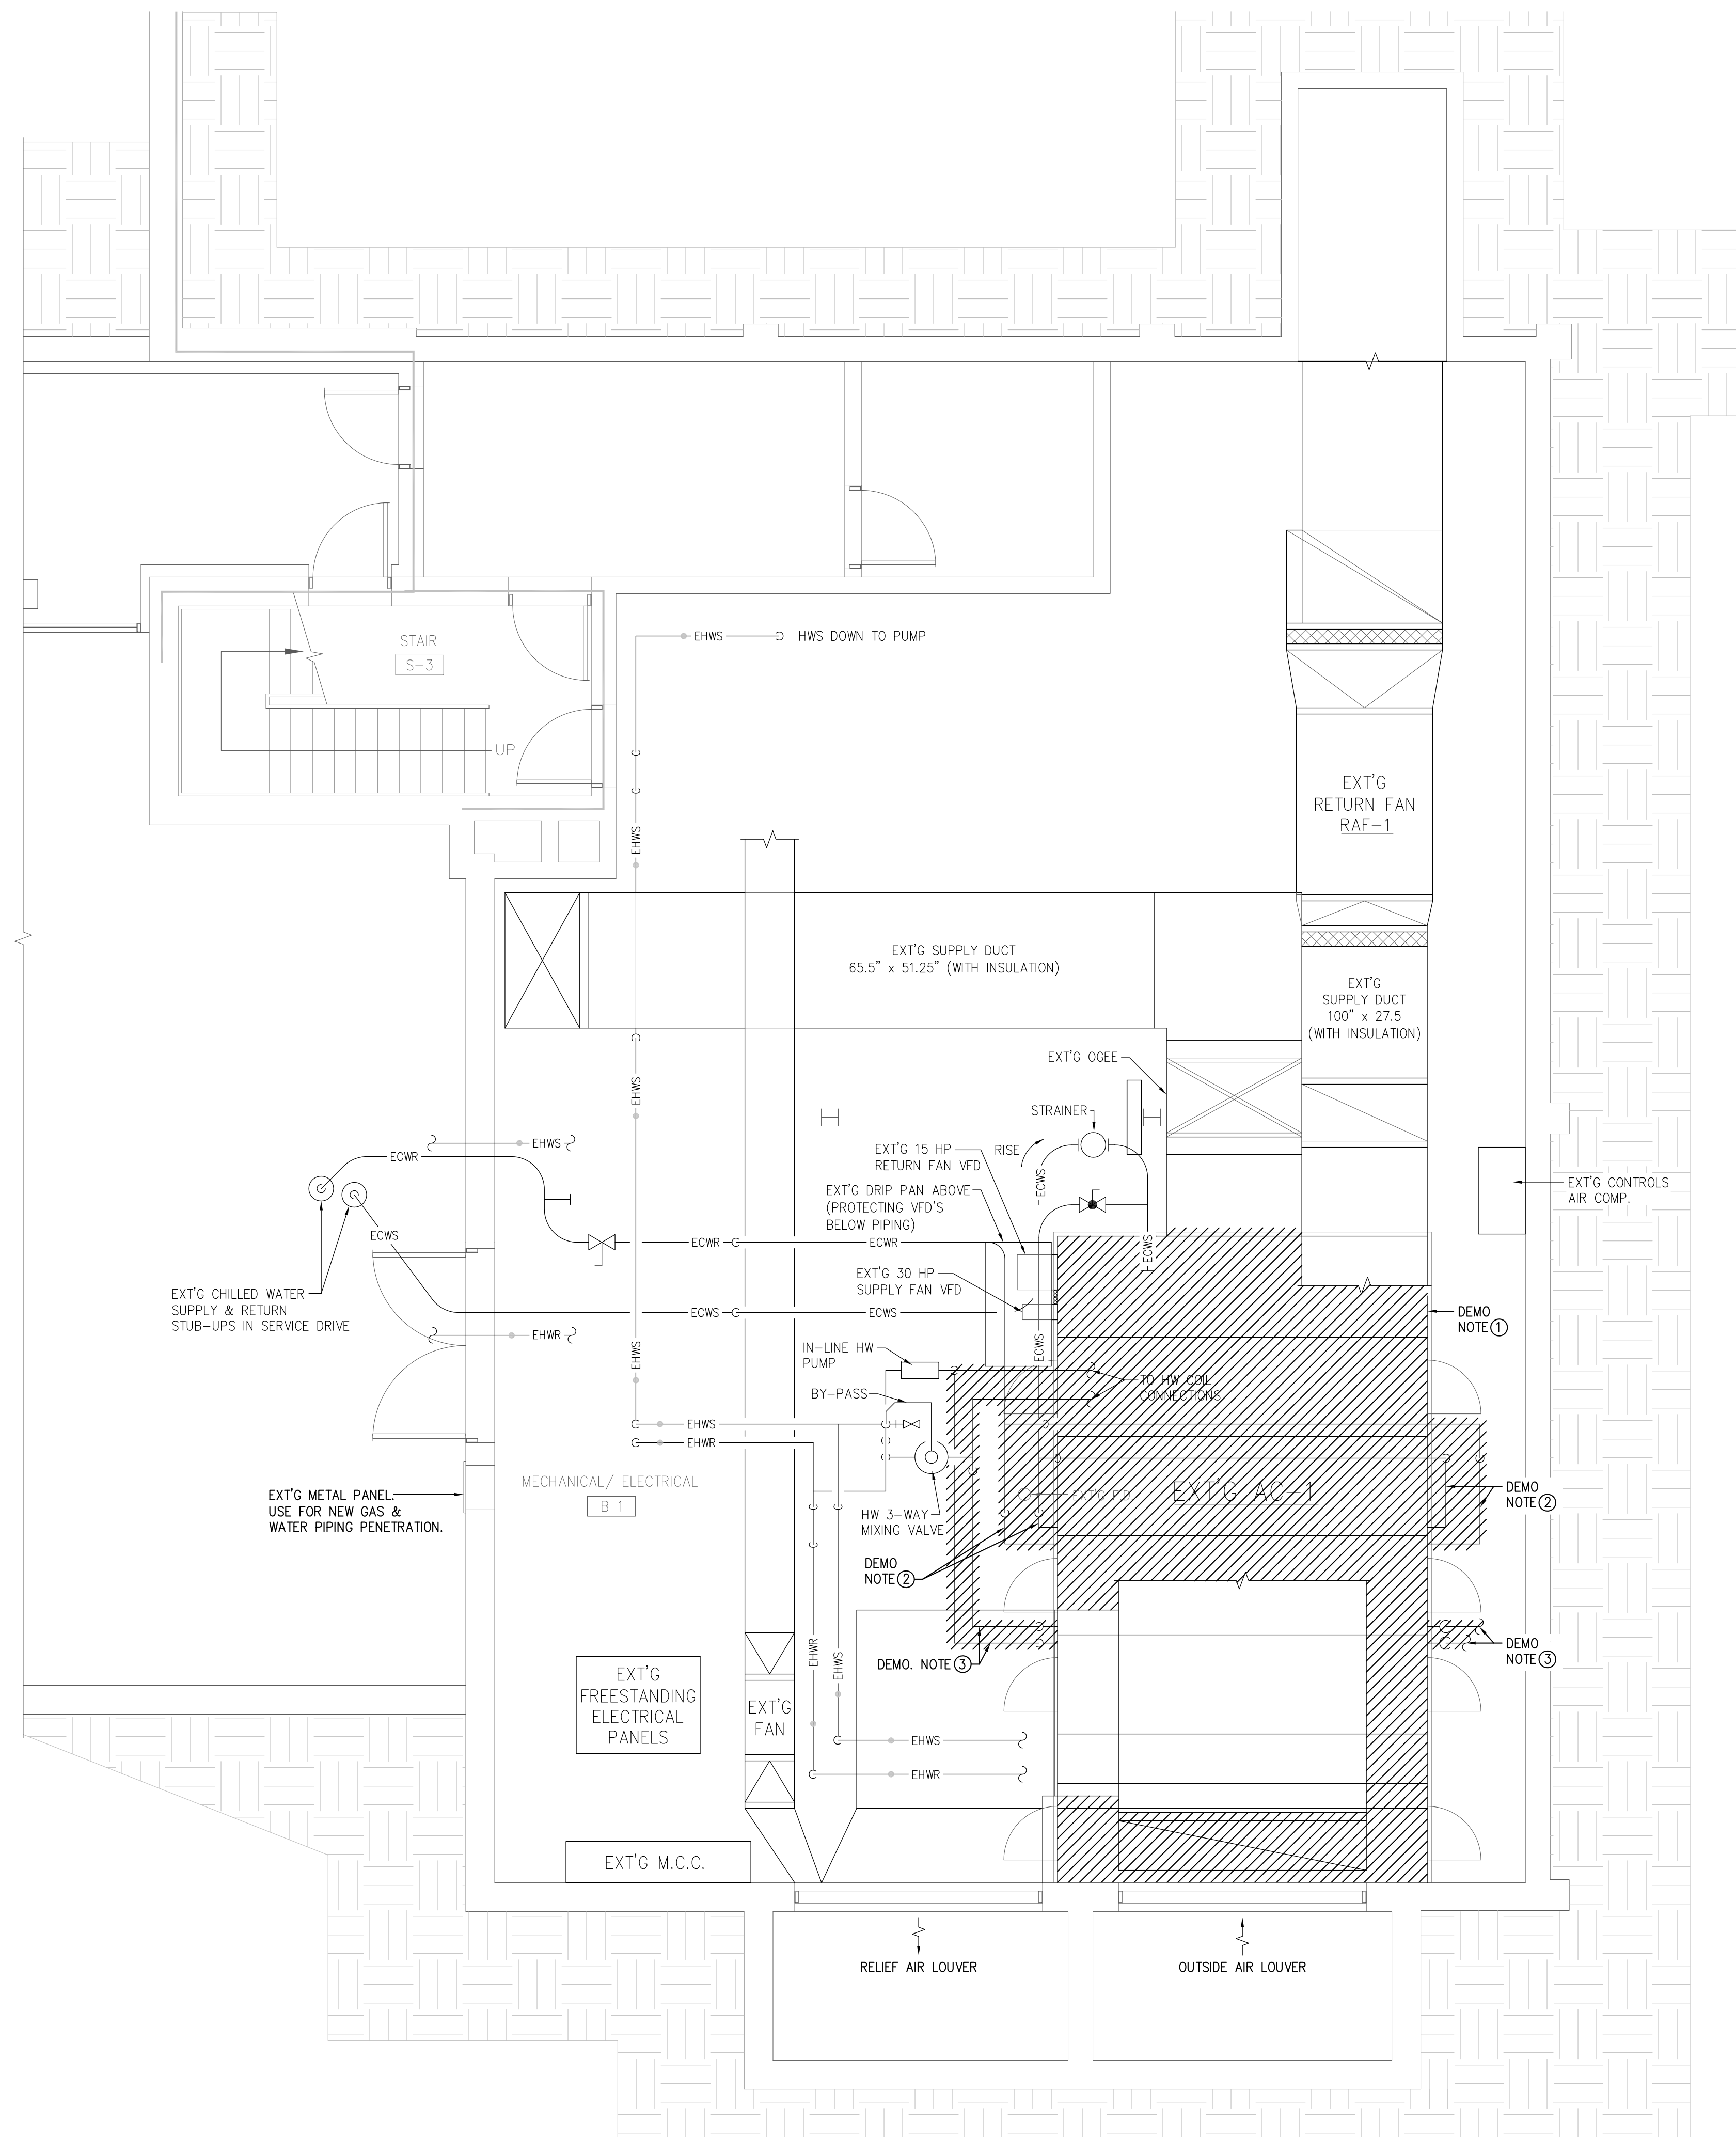 STAIR
S-3
UP
EHWS
HWS DOWN TO PUMP
EHWS
EXT'G
RETURN FAN
RAF-1
EXT'G SUPPLY DUCT
65.5" x 51.25" (WITH INSULATION)
EXT'G
SUPPLY DUCT
100" x 27.5
(WITH INSULATION)
EXT'G OGEE
EHWS
STRAINER
RISE
EXT'G 15 HP
RETURN FAN VFD
ECWS
EHWS
ECWR
EXT'G CONTROLS
AIR COMP.
EXT'G DRIP PAN ABOVE
(PROTECTING VFD'S
BELOW PIPING)
ECWS
ECWR
ECWR
ECWS
EXT'G 30 HP
SUPPLY FAN VFD
EXT'G CHILLED WATER
SUPPLY & RETURN
STUB-UPS IN SERVICE DRIVE
ECWS
ECWS
DEMO
NOTE 1
EHWR
EHWS
ECWS
IN-LINE HW
PUMP
BY-PASS
TO HW COIL
CONNECTIONS
EHWS
EHWR
MECHANICAL/ ELECTRICAL
B 1
EXT'G METAL PANEL.
USE FOR NEW GAS &
WATER PIPING PENETRATION.
EXT'G F.D.
EXT'G AC-1
DEMO
NOTE 2
HW 3-WAY
MIXING VALVE
DEMO
NOTE 2
EHWR
EHWS
DEMO. NOTE 3
DEMO
NOTE 3
EXT'G
FREESTANDING
ELECTRICAL
PANELS
EXT'G
FAN
EHWS
EHWR
EXT'G M.C.C.
RELIEF AIR LOUVER
OUTSIDE AIR LOUVER